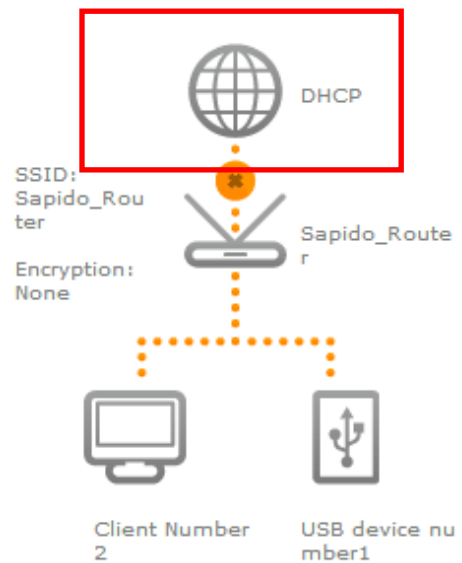 DHCP
SSID:
Sapido_Rou
ter
Sapido_Route
r
Encryption:
None
Client Number
2
USB device nu
mber1